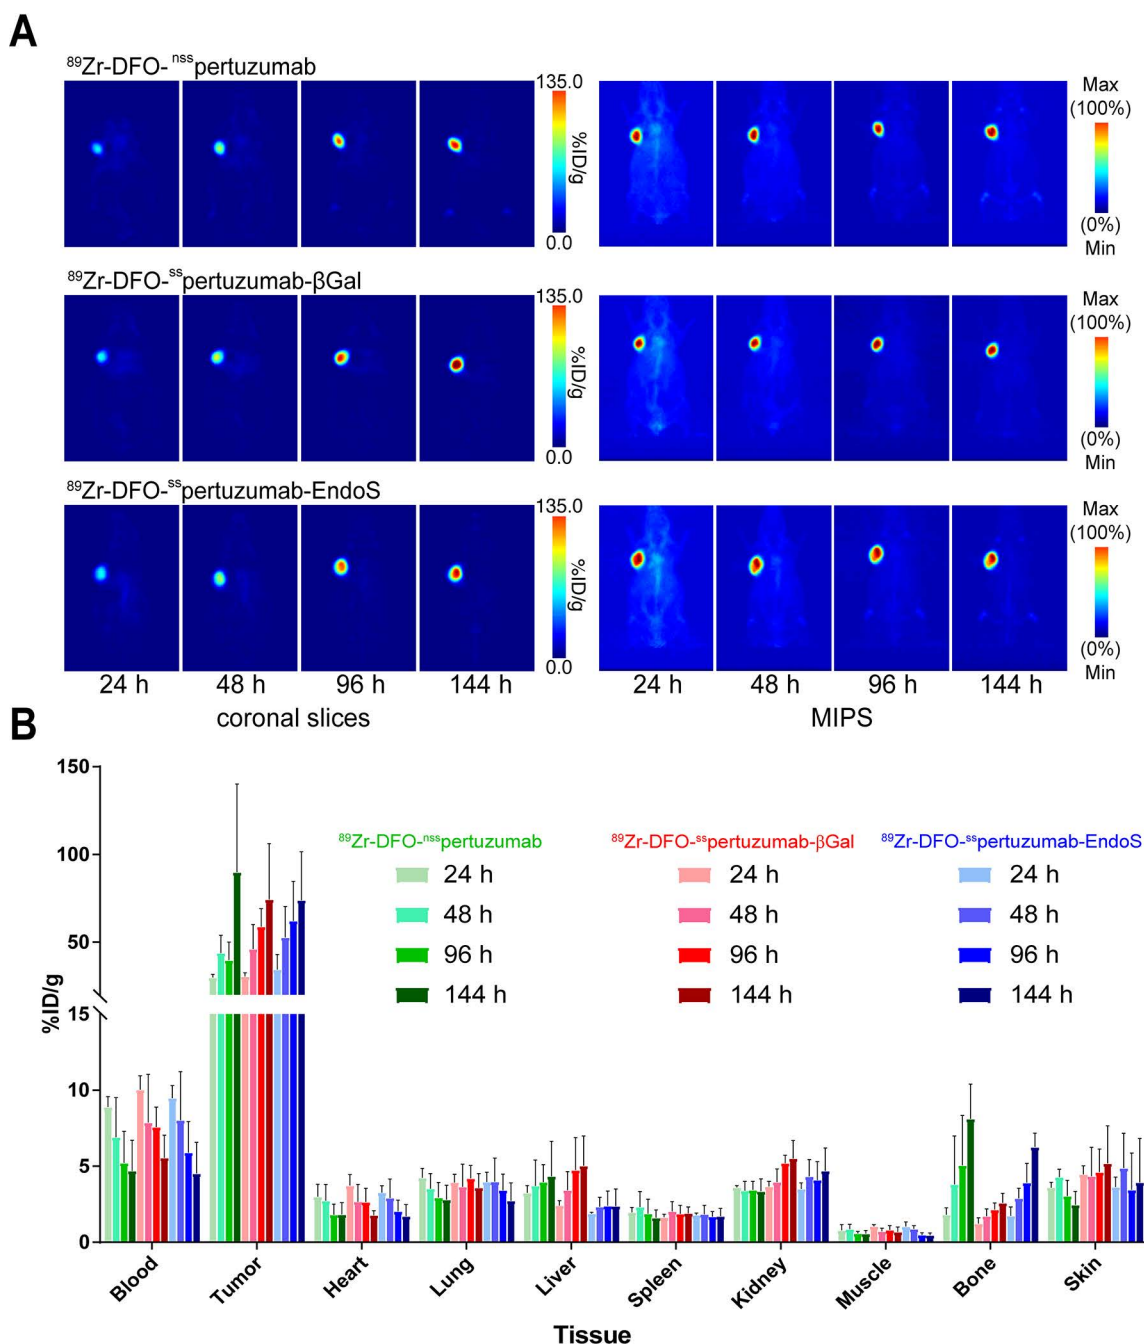 A
⁸⁹Zr-DFO-ⁿˢˢpertuzumab
135.0
%ID/g
0.0
Max
(100%)
(0%)
Min
⁸⁹Zr-DFO-ˢˢpertuzumab-βGal
135.0
%ID/g
0.0
Max
(100%)
(0%)
Min
⁸⁹Zr-DFO-ˢˢpertuzumab-EndoS
135.0
%ID/g
0.0
Max
(100%)
(0%)
Min
24 h 48 h 96 h 144 h 24 h 48 h 96 h 144 h
coronal slices MIPS
B
150
100
50
15
10
5
0
%ID/g
⁸⁹Zr-DFO-ⁿˢˢpertuzumab ⁸⁹Zr-DFO-ˢˢpertuzumab-βGal ⁸⁹Zr-DFO-ˢˢpertuzumab-EndoS
24 h 24 h 24 h
48 h 48 h 48 h
96 h 96 h 96 h
144 h 144 h 144 h
Blood Tumor Heart Lung Liver Spleen Kidney Muscle Bone Skin
Tissue